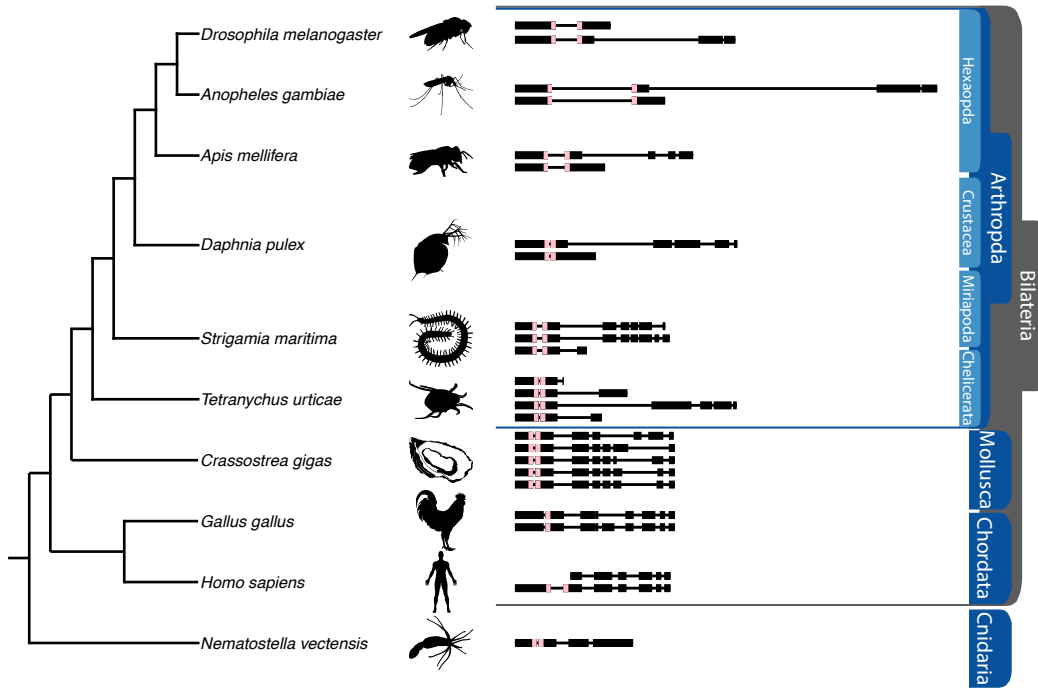 Drosophila melanogaster
Anopheles gambiae
Apis mellifera
Daphnia pulex
Strigamia maritima
Tetranychus urticae
Crassostrea gigas
Gallus gallus
Homo sapiens
Nematostella vectensis
Hexaopda
Crustacea
Miriapoda
Chelicerata
Arthropda
Mollusca
Chordata
Bilateria
Cnidaria